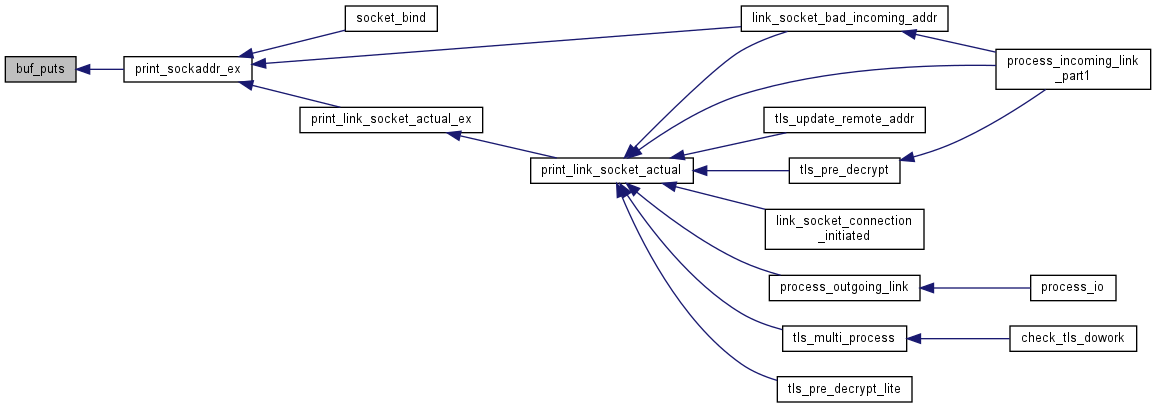 buf_puts
print_sockaddr_ex
socket_bind
print_link_socket_actual_ex
print_link_socket_actual
link_socket_bad_incoming_addr
process_incoming_link
_part1
tls_update_remote_addr
tls_pre_decrypt
link_socket_connection
_initiated
process_outgoing_link
process_io
tls_multi_process
check_tls_dowork
tls_pre_decrypt_lite